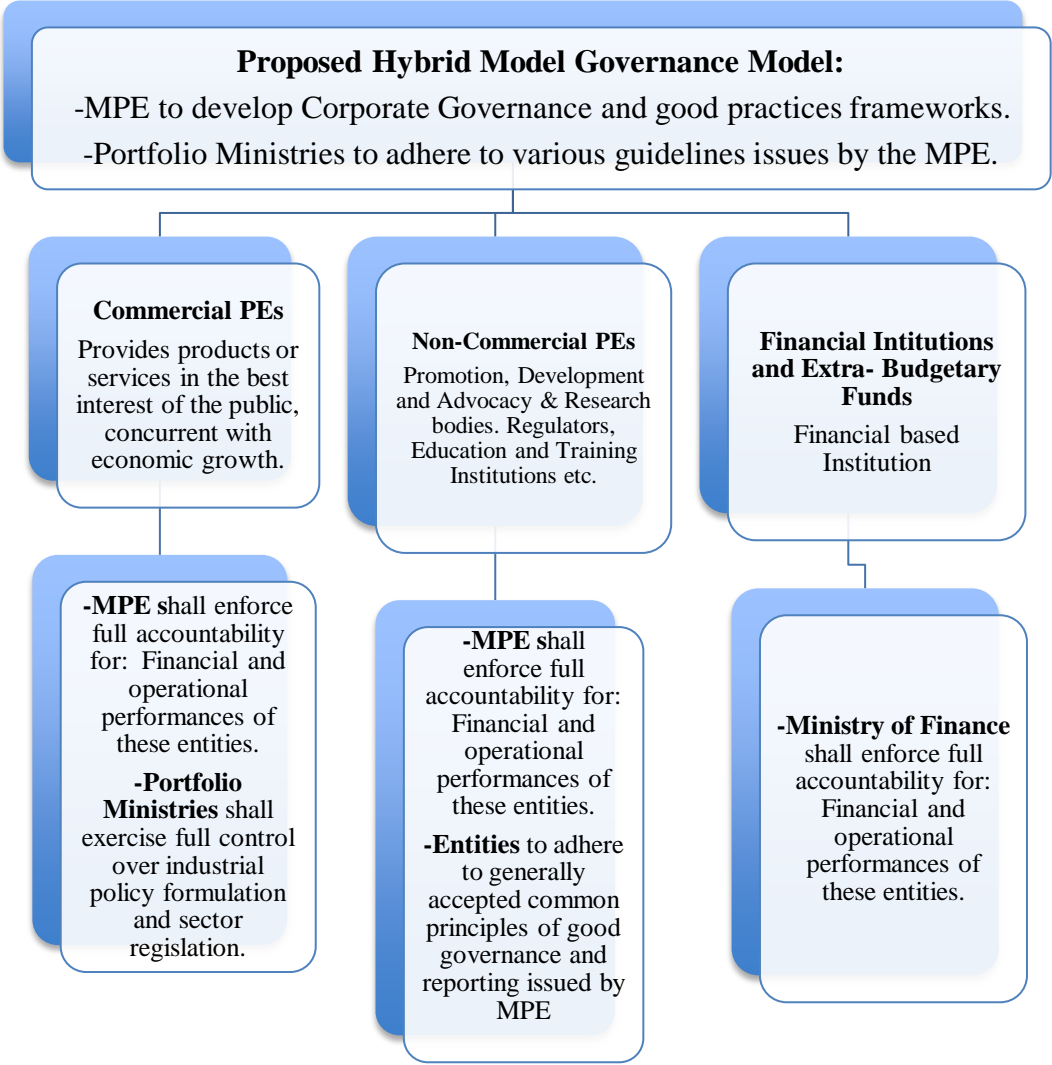 Proposed Hybrid Model Governance Model:
-MPE to develop Corporate Governance and good practices frameworks.
-Portfolio Ministries to adhere to various guidelines issues by the MPE.
Commercial PEs
Provides products or
services in the best
interest of the public,
concurrent with
economic growth.
Non-Commercial PEs
Promotion, Development
and Advocacy & Research
bodies. Regulators,
Education and Training
Institutions etc.
Financial Intitutions
and Extra- Budgetary
Funds
Financial based
Institution
-MPE shall enforce
full accountability
for: Financial and
operational
performances of
these entities.
-Portfolio
Ministries shall
exercise full control
over industrial
policy formulation
and sector
regislation.
-MPE shall
enforce full
accountability for:
Financial and
operational
performances of
these entities.
-Entities to adhere
to generally
accepted common
principles of good
governance and
reporting issued by
MPE
-Ministry of Finance
shall enforce full
accountability for:
Financial and
operational
performances of
these entities.